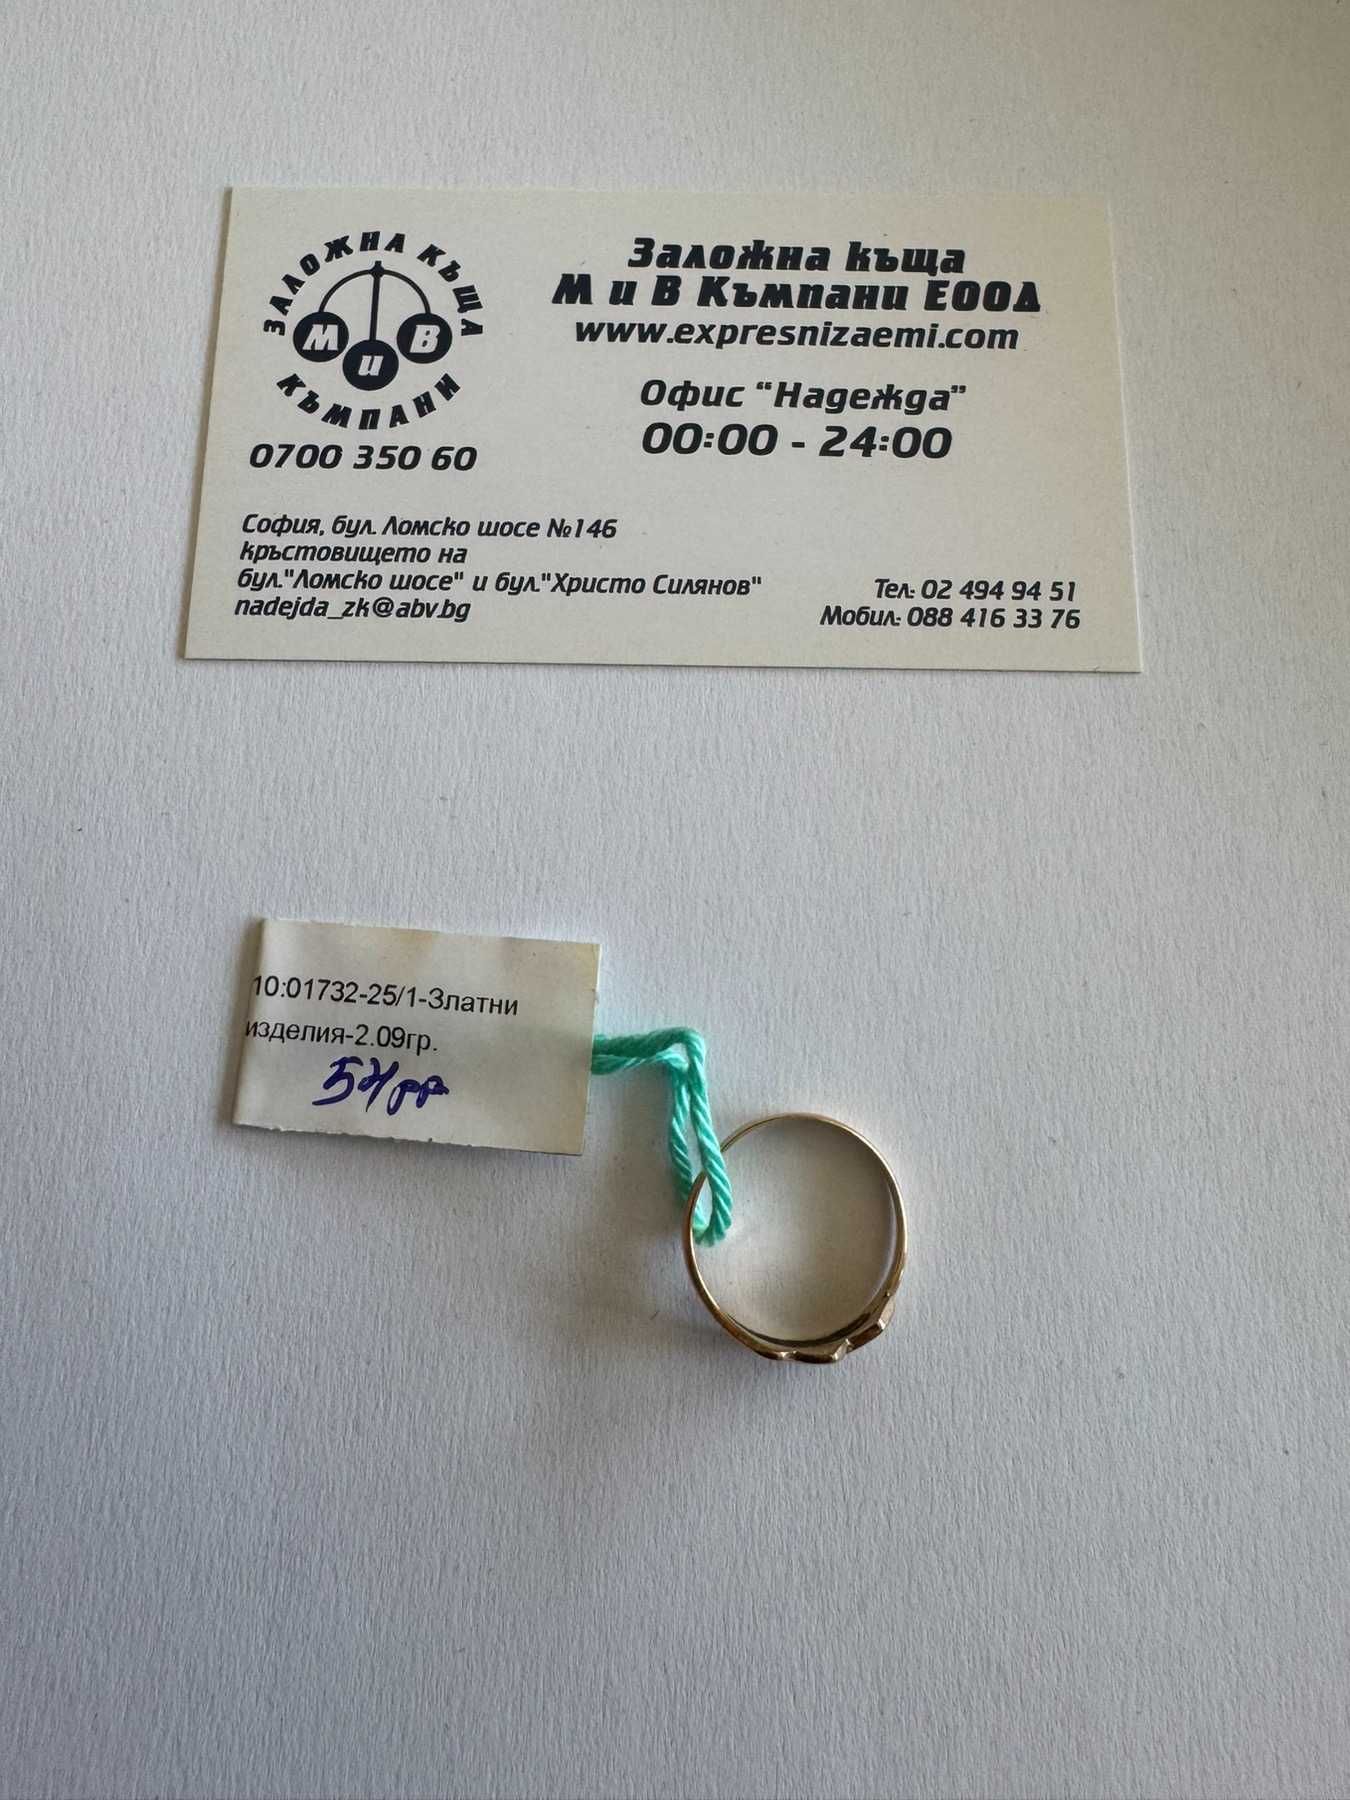 ЗАЛОЖНА КЪЩА
М и В
КЪМПАНИ
0700 350 60
Заложна къща
М и В Къмпани ЕООД
www.expresnizaemi.com
Офис "Надежда"
00:00 - 24:00
София, бул. Ломско шосе №146
кръстовището на
бул."Ломско шосе" и бул."Христо Силянов"
nadejda_zk@abv.bg
Тел: 02 494 94 51
Мобил: 088 416 33 76
10:01732-25/1-Златни
изделия-2.09гр.